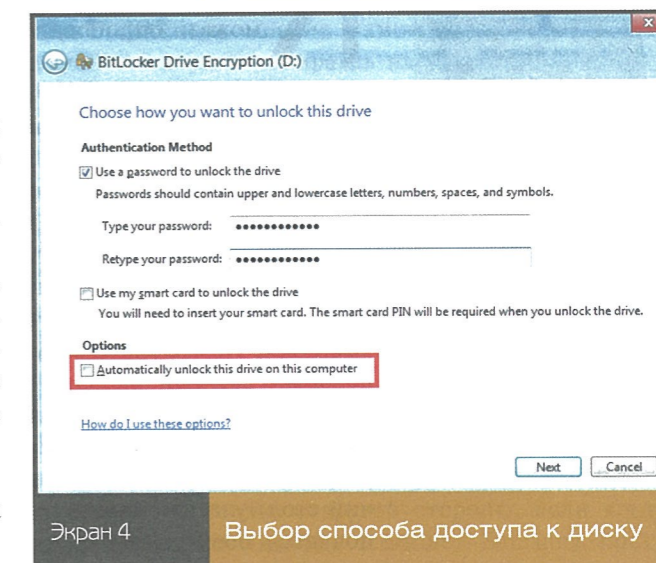 BitLocker Drive Encryption (D:)
Choose how you want to unlock this drive
Authentication Method
Use a password to unlock the drive
Passwords should contain upper and lowercase letters, numbers, spaces, and symbols.
Type your password: ●●●●●●●●●●●●
Retype your password: ●●●●●●●●●●●●
Use my smart card to unlock the drive
You will need to insert your smart card. The smart card PIN will be required when you unlock the drive.
Options
Automatically unlock this drive on this computer
How do I use these options?
Next Cancel
Экран 4 Выбор способа доступа к диску